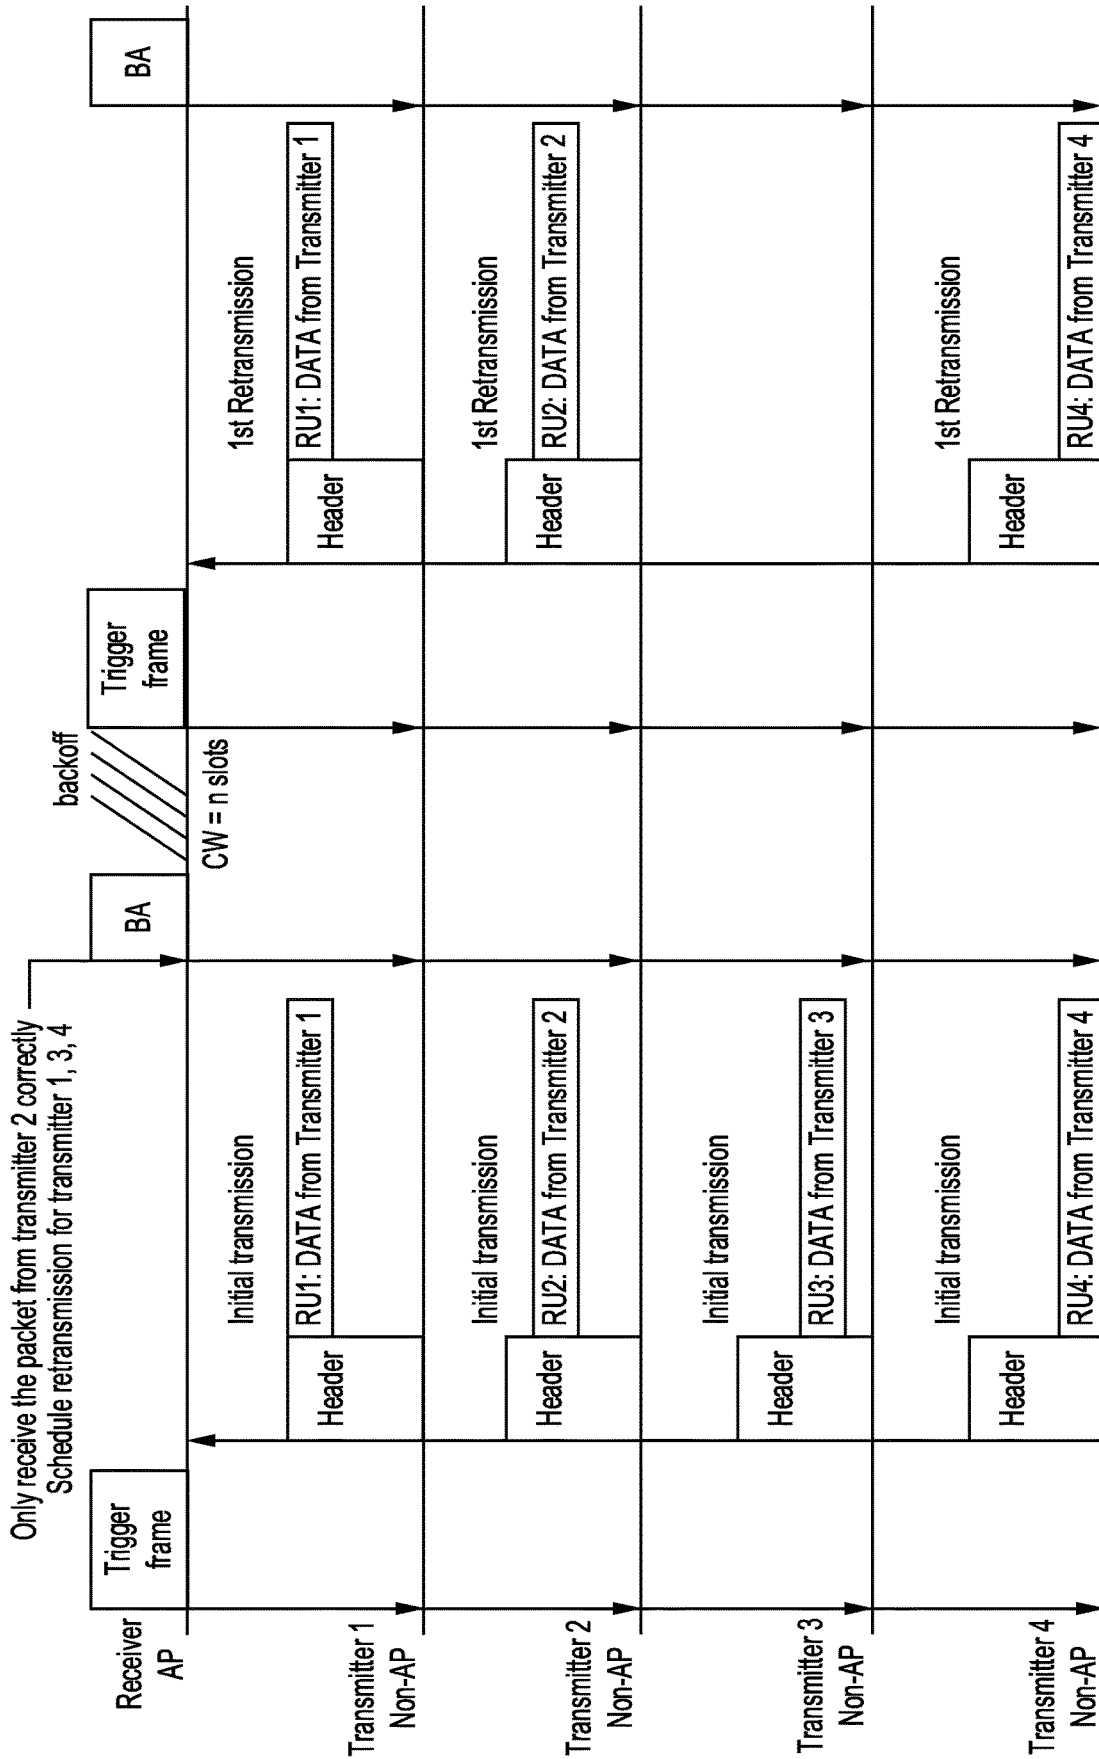 Only receive the packet from transmitter 2 correctly
Schedule retransmission for transmitter 1, 3, 4
backoff
Receiver
AP
Trigger
frame
BA
CW = n slots
Trigger
frame
BA
Transmitter 1
Non-AP
Header
Initial transmission
RU1: DATA from Transmitter 1
Header
1st Retransmission
RU1: DATA from Transmitter 1
Transmitter 2
Non-AP
Header
Initial transmission
RU2: DATA from Transmitter 2
Header
1st Retransmission
RU2: DATA from Transmitter 2
Transmitter 3
Non-AP
Header
Initial transmission
RU3: DATA from Transmitter 3
Transmitter 4
Non-AP
Header
Initial transmission
RU4: DATA from Transmitter 4
Header
1st Retransmission
RU4: DATA from Transmitter 4